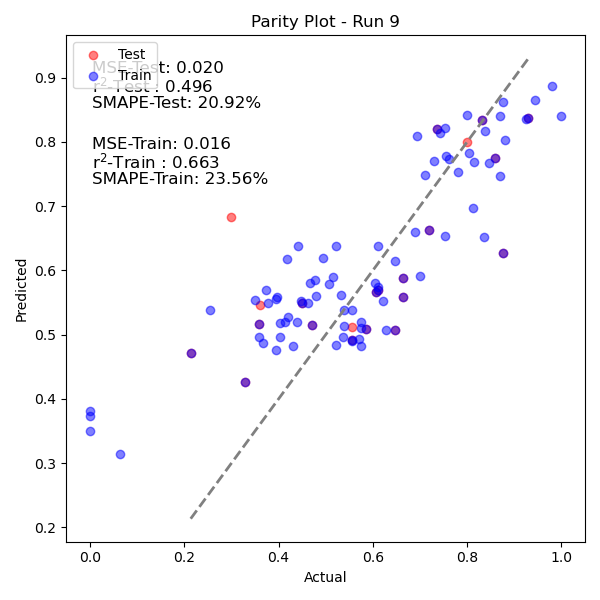 Parity Plot - Run 9
Test
Train
MSE-Test: 0.020
r²-Test : 0.496
SMAPE-Test: 20.92%
MSE-Train: 0.016
r²-Train : 0.663
SMAPE-Train: 23.56%
Predicted
0.9
0.8
0.7
0.6
0.5
0.4
0.3
0.2
0.0
0.2
0.4
0.6
0.8
1.0
Actual